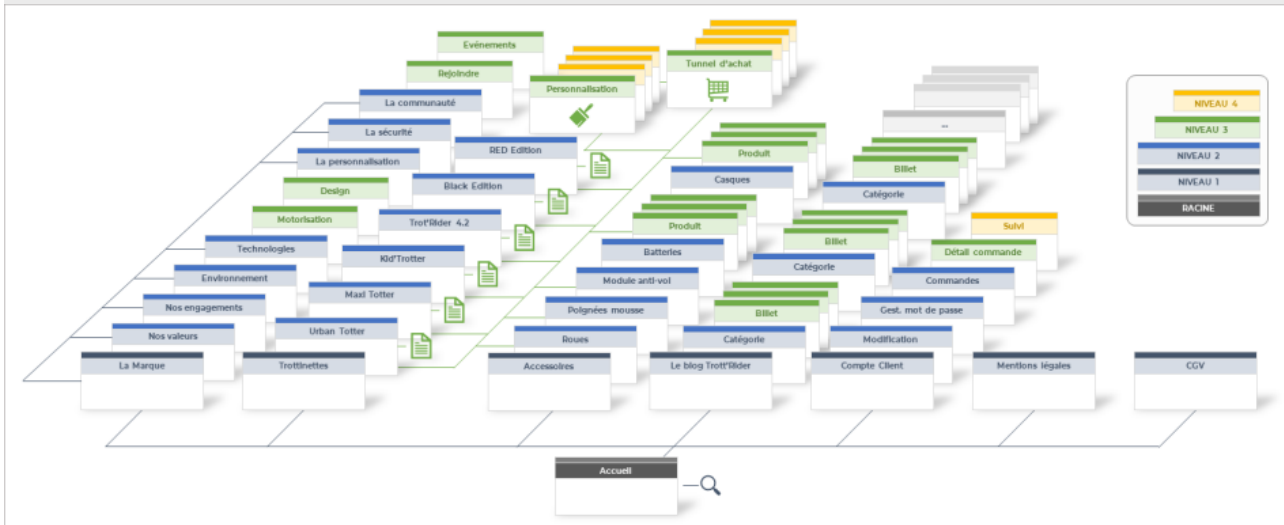 Evénements
Rejoindre
La communauté
La sécurité
La personnalisation
Design
Motorisation
Technologies
Environnement
Nos engagements
Nos valeurs
La Marque
RED Edition
Black Edition
Trot'Rider 4.2
Kid'Trotter
Maxi Totter
Urban Totter
Trottinettes
Personnalisation
Tunnel d'achat
Produit
Casques
Produit
Batteries
Module anti-vol
Poignées mousse
Roues
Accessoires
...
Billet
Catégorie
Billet
Catégorie
Billet
Catégorie
Le blog Trott'Rider
Suivi
Détail commande
Commandes
Gest. mot de passe
Modification
Compte Client
Mentions légales
CGV
Accueil
NIVEAU 4
NIVEAU 3
NIVEAU 2
NIVEAU 1
RACINE